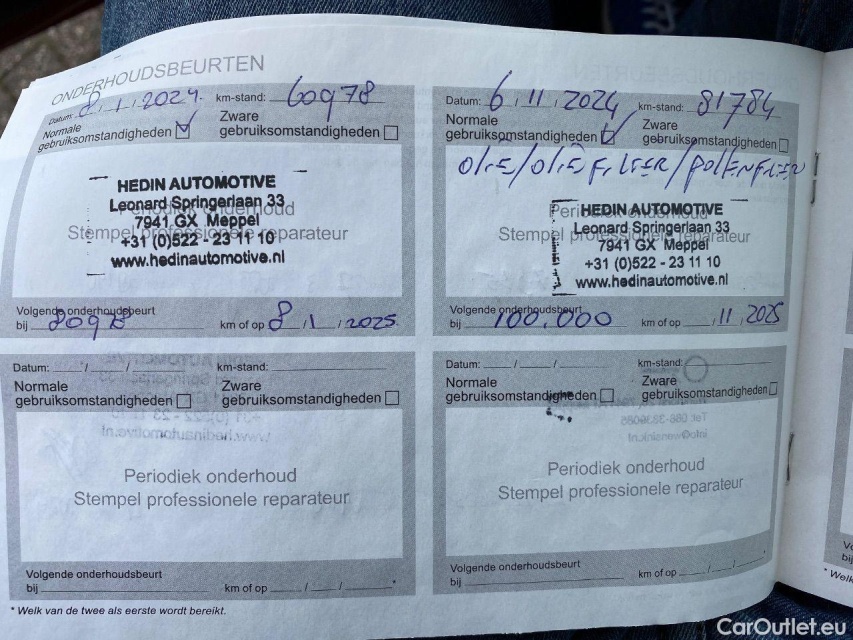 ONDERHOUDSBEURTEN
Datum: 8 / 1 / 2024. km-stand: 60978
Normale gebruiksomstandigheden ☑ Zware gebruiksomstandigheden ☐
Periodiek onderhoud
Stempel professionele reparateur
HEDIN AUTOMOTIVE
Leonard Springerlaan 33
7941 GX Meppel
+31 (0)522 - 23 11 10
www.hedinautomotive.nl
Volgende onderhoudsbeurt
bij 80978 km of op 8 / 1 / 2025
Datum: 6 / 11 / 2024 km-stand: 81784
Normale gebruiksomstandigheden ☑ Zware gebruiksomstandigheden ☐
OLIE/OLIEFILTER/POLLENFILTER
Periodiek onderhoud
Stempel professionele reparateur
HEDIN AUTOMOTIVE
Leonard Springerlaan 33
7941 GX Meppel
+31 (0)522 - 23 11 10
www.hedinautomotive.nl
Volgende onderhoudsbeurt
bij 100.000 km of op / 11 / 2025
Datum: / / km-stand:
Normale gebruiksomstandigheden ☐ Zware gebruiksomstandigheden ☐
Periodiek onderhoud
Stempel professionele reparateur
Volgende onderhoudsbeurt
bij km of op / / *
Datum: / / km-stand:
Normale gebruiksomstandigheden ☐ Zware gebruiksomstandigheden ☐
Periodiek onderhoud
Stempel professionele reparateur
Volgende onderhoudsbeurt
bij km of op / / *
* Welk van de twee als eerste wordt bereikt.
CarOutlet.eu